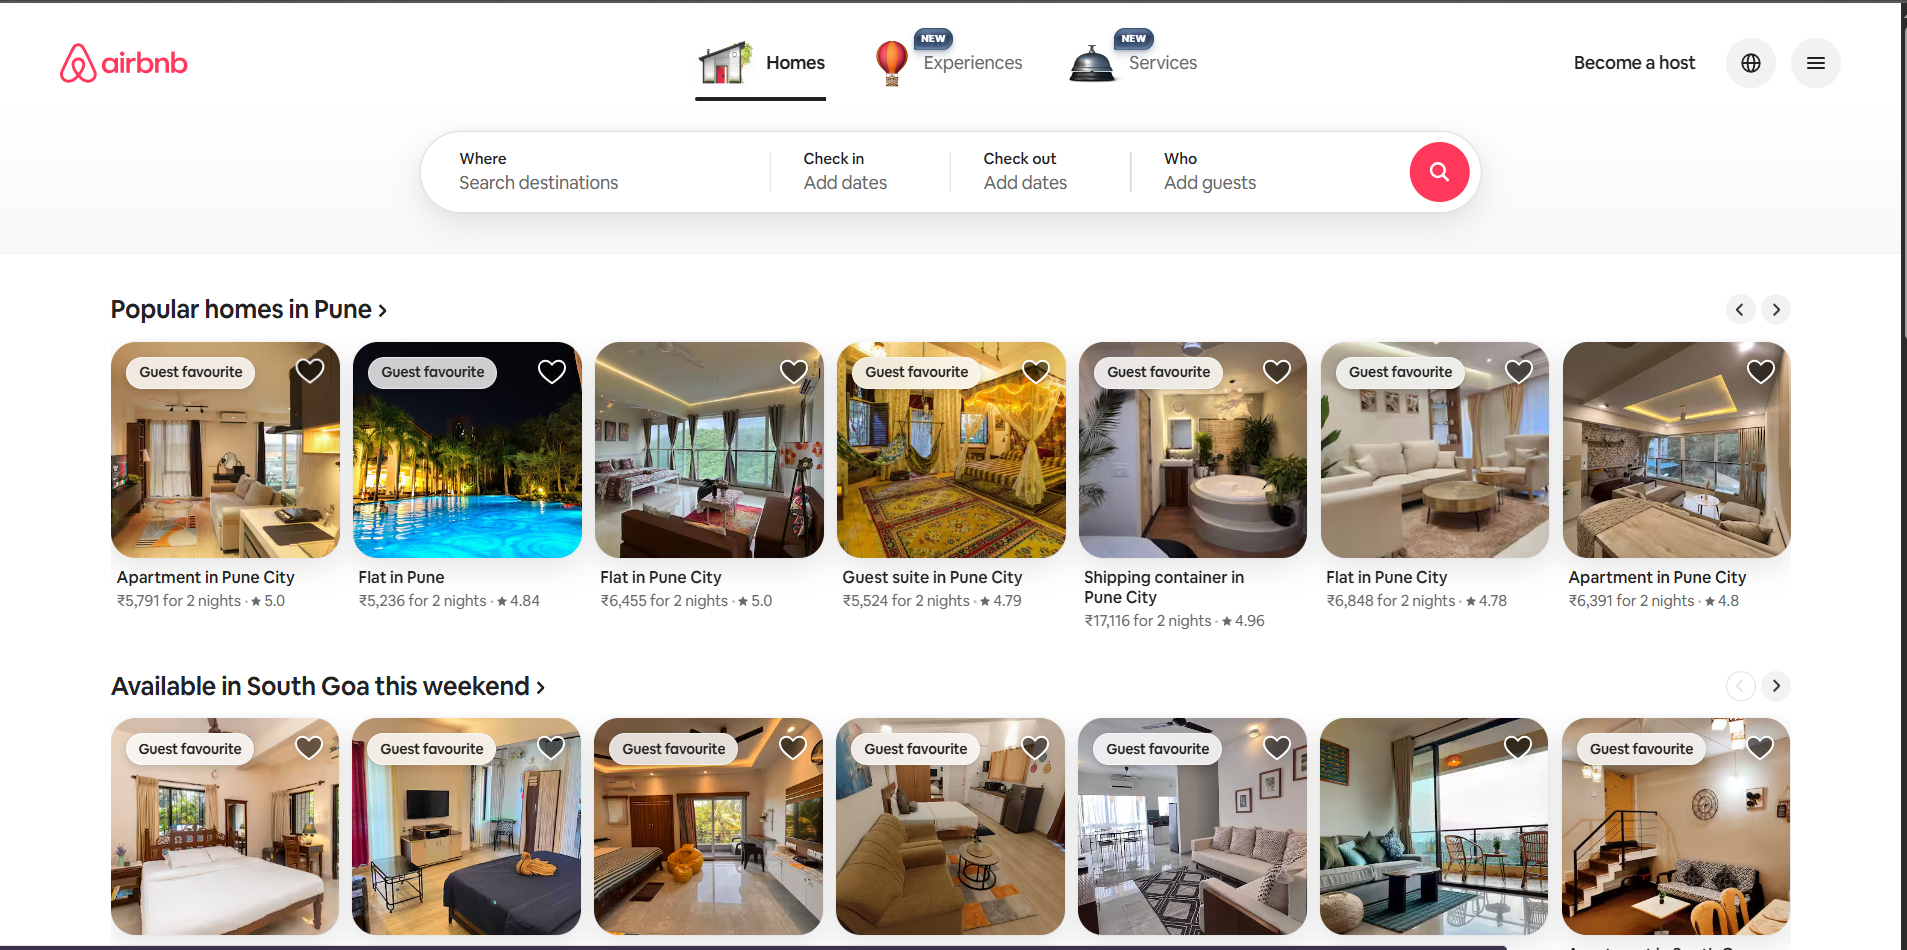 airbnb
Homes
NEW
Experiences
NEW
Services
Become a host
Where
Search destinations
Check in
Add dates
Check out
Add dates
Who
Add guests
Popular homes in Pune
Guest favourite
Guest favourite
Guest favourite
Guest favourite
Guest favourite
Apartment in Pune City
₹5,791 for 2 nights · ★ 5.0
Flat in Pune
₹5,236 for 2 nights · ★ 4.84
Flat in Pune City
₹6,455 for 2 nights · ★ 5.0
Guest suite in Pune City
₹5,524 for 2 nights · ★ 4.79
Shipping container in
Pune City
₹17,116 for 2 nights · ★ 4.96
Flat in Pune City
₹6,848 for 2 nights · ★ 4.78
Apartment in Pune City
₹6,391 for 2 nights · ★ 4.8
Available in South Goa this weekend
Guest favourite
Guest favourite
Guest favourite
Guest favourite
Guest favourite
Guest favourite